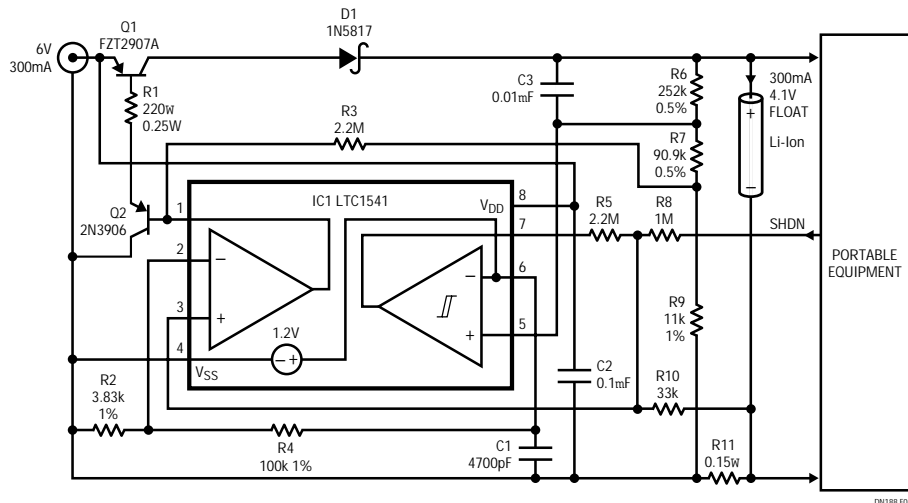 6V
300mA
Q1
FZT2907A
D1
1N5817
R1
220W
0.25W
R3
2.2M
C3
0.01mF
R6
252k
0.5%
300mA
4.1V
FLOAT
Li-Ion
R7
90.9k
0.5%
+
−
Q2
2N3906
IC1 LTC1541
1
VDD
8
7
R5
2.2M
R8
1M
SHDN
PORTABLE
EQUIPMENT
2
−
−
6
3
+
+
5
R9
11k
1%
4
VSS
1.2V
− +
R2
3.83k
1%
C2
0.1mF
R10
33k
R4
100k 1%
C1
4700pF
R11
0.15W